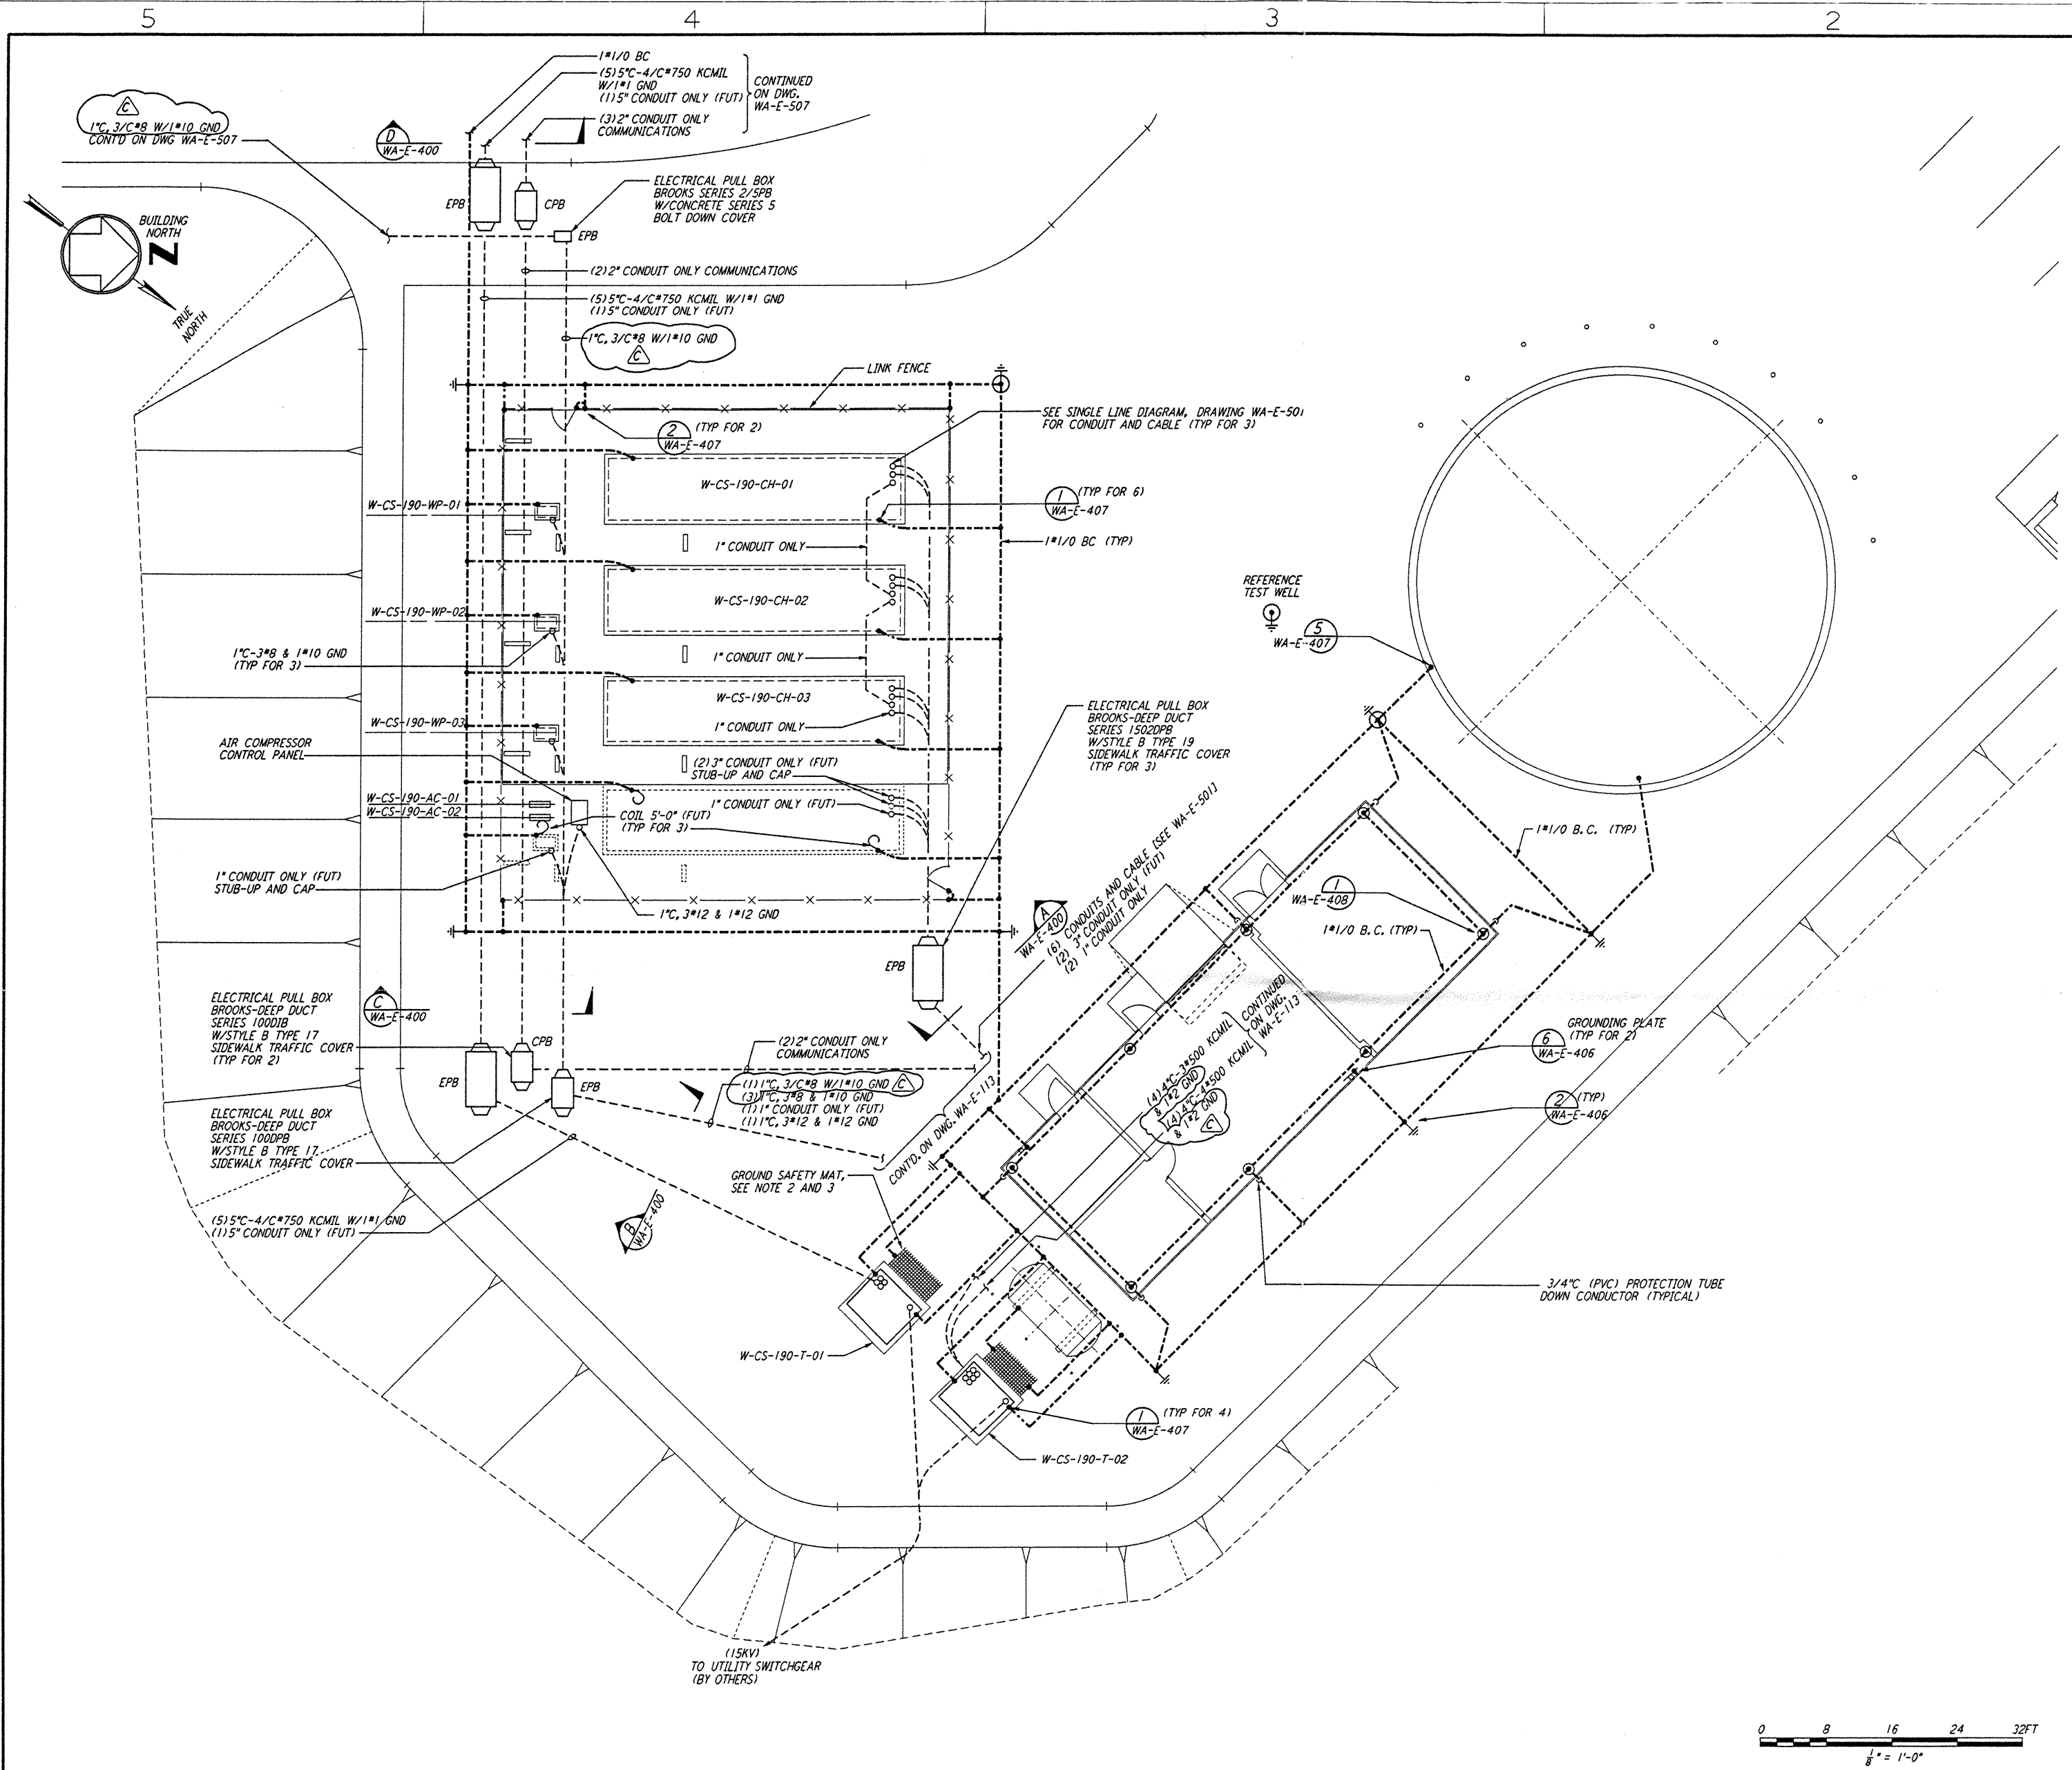 5
4
3
2
1#1/0 BC
(5)5"C-4/C#750 KCMIL
W/1#1 GND
(1)5" CONDUIT ONLY (FUT)
(3)2" CONDUIT ONLY
COMMUNICATIONS
CONTINUED
ON DWG.
WA-E-507
C
1"C, 3/C#8 W/1#10 GND
CONT'D ON DWG WA-E-507
D
WA-E-400
EPB
CPB
ELECTRICAL PULL BOX
BROOKS SERIES 2/5PB
W/CONCRETE SERIES 5
BOLT DOWN COVER
EPB
BUILDING
NORTH
N
TRUE
NORTH
(2)2" CONDUIT ONLY COMMUNICATIONS
(5)5"C-4/C#750 KCMIL W/1#1 GND
(1)5" CONDUIT ONLY (FUT)
1"C, 3/C#8 W/1#10 GND
C
LINK FENCE
SEE SINGLE LINE DIAGRAM, DRAWING WA-E-501
FOR CONDUIT AND CABLE (TYP FOR 3)
2
WA-E-407
(TYP FOR 2)
W-CS-190-CH-01
1
WA-E-407
(TYP FOR 6)
W-CS-190-WP-01
1" CONDUIT ONLY
1#1/0 BC (TYP)
W-CS-190-CH-02
W-CS-190-WP-02
REFERENCE
TEST WELL
5
WA-E-407
1"C-3#8 & 1#10 GND
(TYP FOR 3)
1" CONDUIT ONLY
W-CS-190-CH-03
W-CS-190-WP-03
1" CONDUIT ONLY
ELECTRICAL PULL BOX
BROOKS-DEEP DUCT
SERIES 1502DPB
W/STYLE B TYPE 19
SIDEWALK TRAFFIC COVER
(TYP FOR 3)
AIR COMPRESSOR
CONTROL PANEL
(2)3" CONDUIT ONLY (FUT)
STUB-UP AND CAP
W-CS-190-AC-01
W-CS-190-AC-02
1" CONDUIT ONLY (FUT)
COIL 5'-0" (FUT)
(TYP FOR 3)
1" CONDUIT ONLY (FUT)
STUB-UP AND CAP
1"C, 3#12 & 1#12 GND
A
WA-E-400
(6) CONDUITS AND CABLE [SEE WA-E-501]
(2) 3" CONDUIT ONLY (FUT)
(2) 1" CONDUIT ONLY
1#1/0 B.C. (TYP)
1
WA-E-408
1#1/0 B.C. (TYP)
EPB
ELECTRICAL PULL BOX
BROOKS-DEEP DUCT
SERIES 100DIB
W/STYLE B TYPE 17
SIDEWALK TRAFFIC COVER
(TYP FOR 2)
C
WA-E-400
CPB
EPB
EPB
(2)2" CONDUIT ONLY
COMMUNICATIONS
(1)1"C, 3/C#8 W/1#10 GND C
(3)1"C, 3#8 & 1#10 GND
(1)1" CONDUIT ONLY (FUT)
(1)1"C, 3#12 & 1#12 GND
CONT'D. ON DWG. WA-E-113
(4)4"C-3#500 KCMIL
& 1#2 GND
(4)4"C-4#500 KCMIL
& 1#2 GND
C
CONTINUED
ON DWG.
WA-E-113
GROUNDING PLATE
(TYP FOR 2)
6
WA-E-406
2
WA-E-406
(TYP)
ELECTRICAL PULL BOX
BROOKS-DEEP DUCT
SERIES 100DPB
W/STYLE B TYPE 17
SIDEWALK TRAFFIC COVER
GROUND SAFETY MAT,
SEE NOTE 2 AND 3
(5)5"C-4/C#750 KCMIL W/1#1 GND
(1)5" CONDUIT ONLY (FUT)
B
WA-E-400
3/4"C (PVC) PROTECTION TUBE
DOWN CONDUCTOR (TYPICAL)
W-CS-190-T-01
1
WA-E-407
(TYP FOR 4)
W-CS-190-T-02
(15KV)
TO UTILITY SWITCHGEAR
(BY OTHERS)
0 8 16 24 32FT
1/8" = 1'-0"